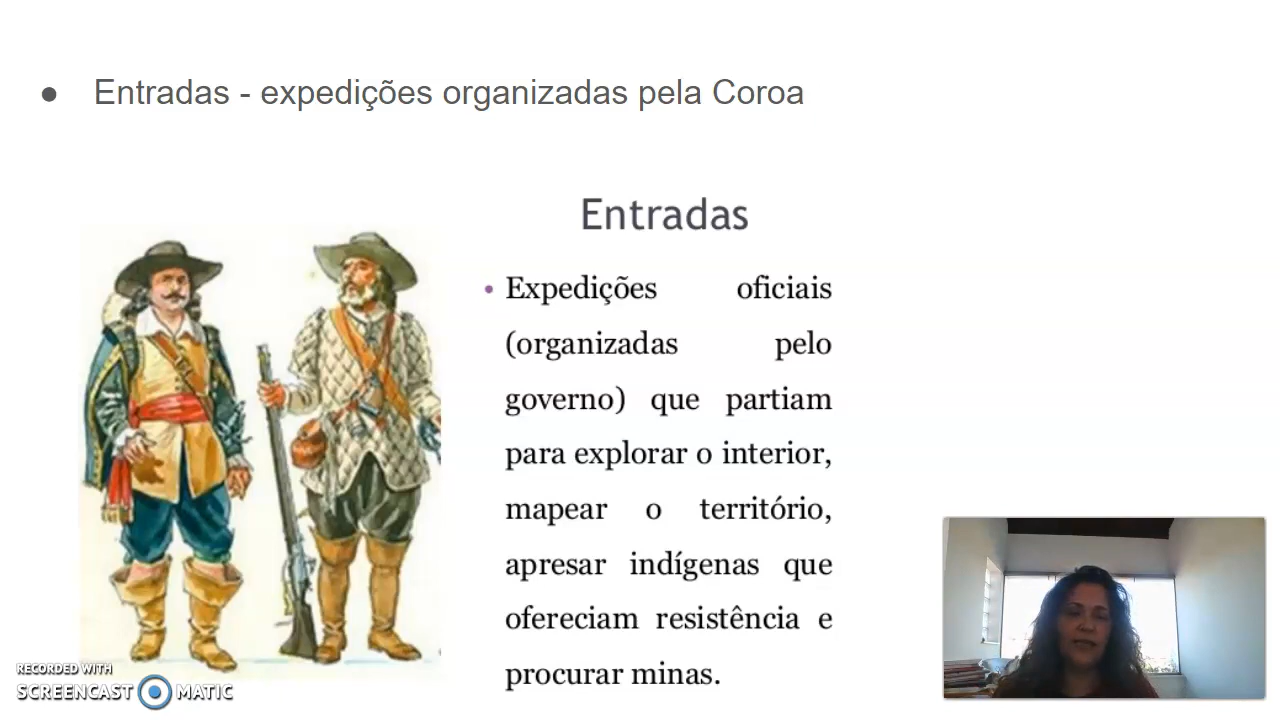 ● Entradas - expedições organizadas pela Coroa
Entradas
• Expedições oficiais
(organizadas pelo
governo) que partiam
para explorar o interior,
mapear o território,
apresar indígenas que
ofereciam resistência e
procurar minas.
RECORDED WITH
SCREENCAST MATIC